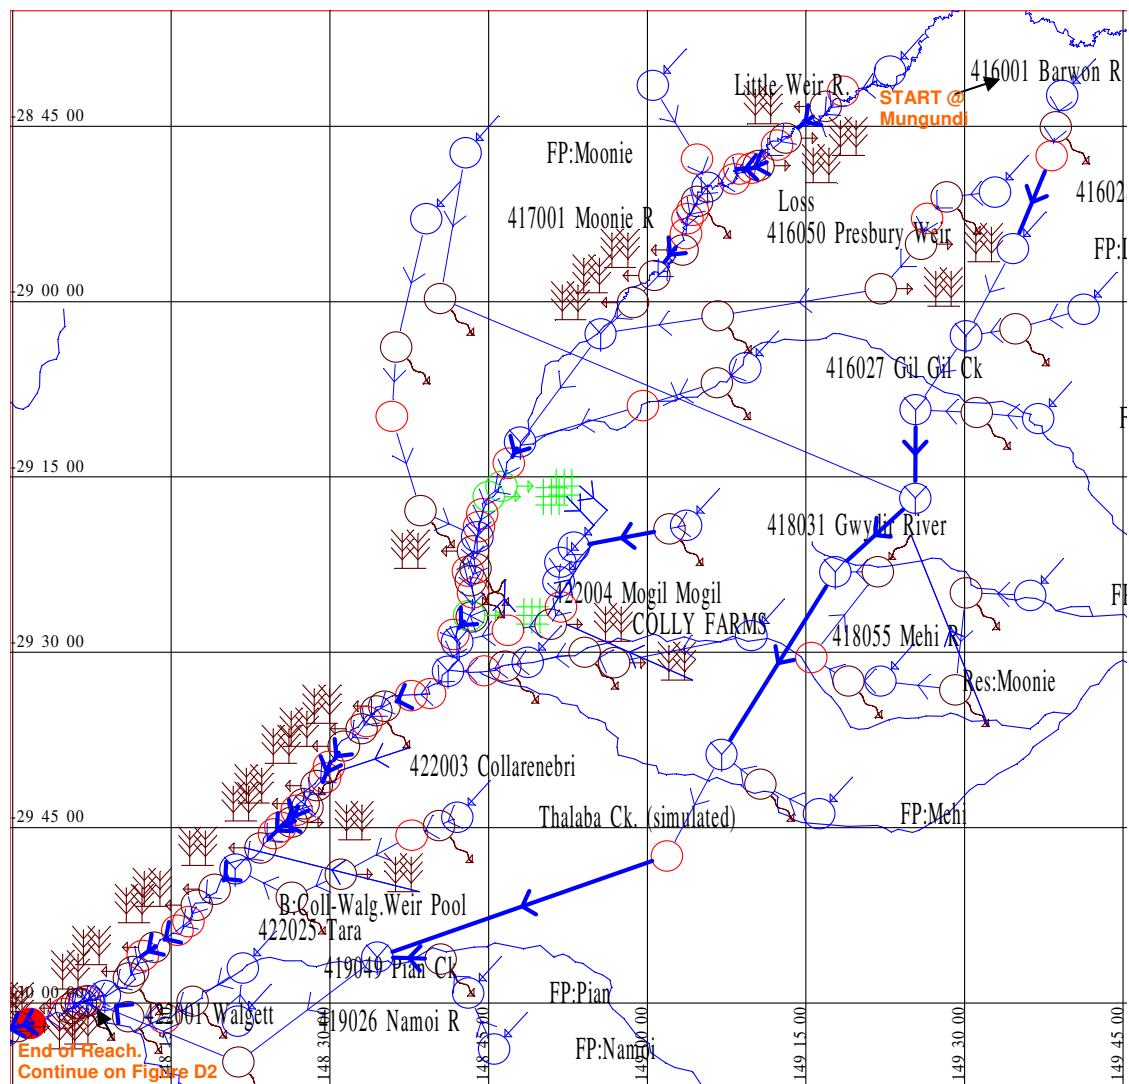 416001 Barwon R
Little Weir R.
START @
Mungundi
28 45 00
FP:Moonie
41602
Loss
417001 Moonie R
416050 Presbury Weir
29 00 00
416027 Gil Gil Ck
29 15 00
418031 Gwydir River
422004 Mogil Mogil
COLLY FARMS
29 30 00
418055 Mehi R
Res:Moonie
422003 Collarenebri
29 45 00
Thalaba Ck. (simulated)
FP:Mehi
B:Coll-Walg.Weir Pool
422025 Tara
419049 Pian Ck
FP:Pian
422001 Walgett
419026 Namoi R
FP:Namoi
End of Reach.
Continue on Figure D2
148 30 00
148 45 00
149 00 00
149 15 00
149 30 00
149 45 00